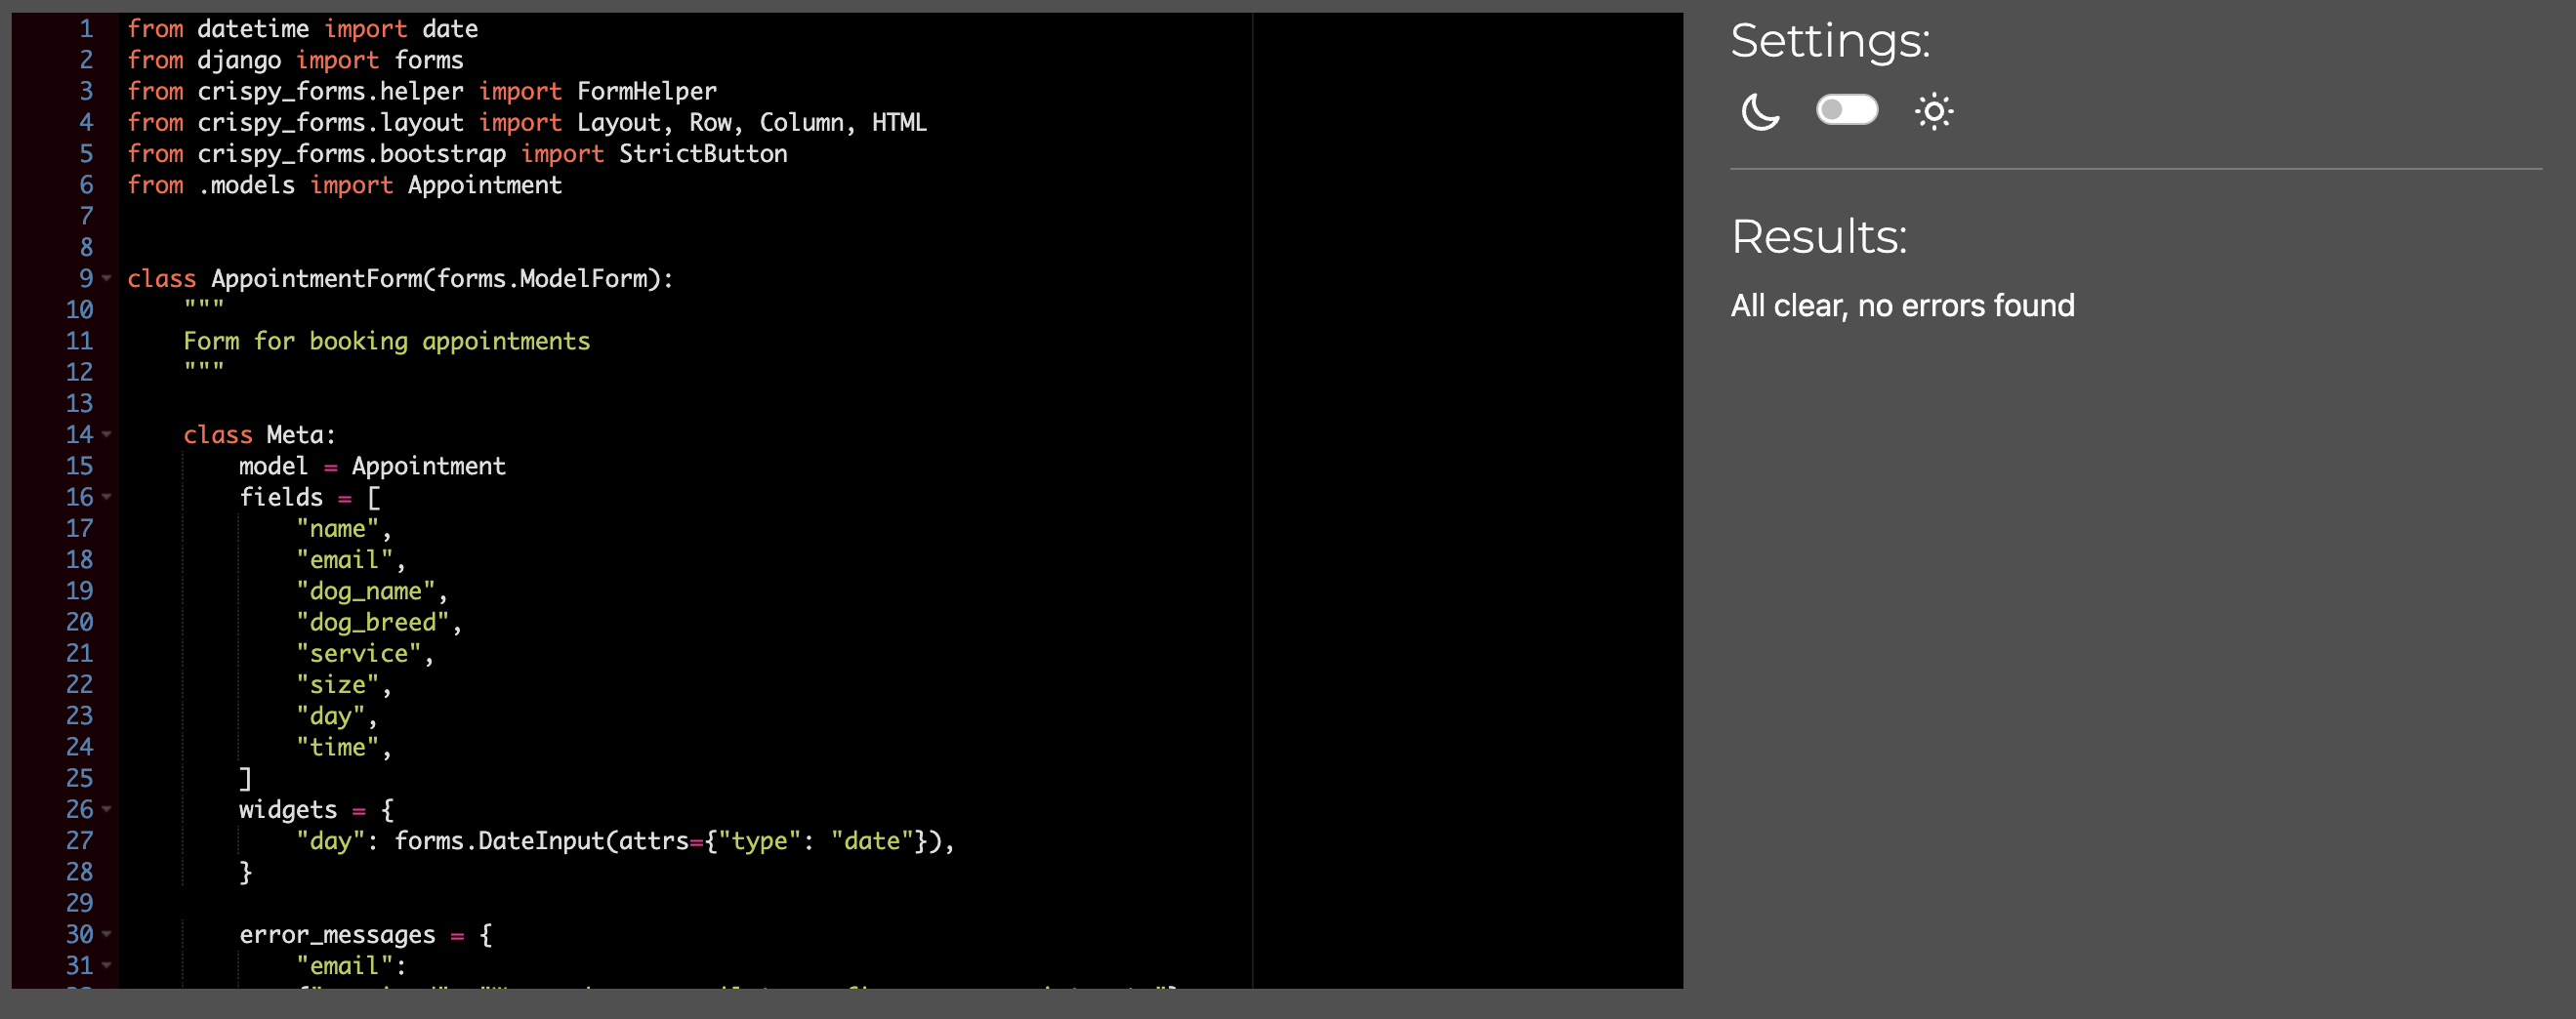 1 from datetime import date
2 from django import forms
3 from crispy_forms.helper import FormHelper
4 from crispy_forms.layout import Layout, Row, Column, HTML
5 from crispy_forms.bootstrap import StrictButton
6 from .models import Appointment
7
8
9 class AppointmentForm(forms.ModelForm):
10     """
11     Form for booking appointments
12     """
13
14     class Meta:
15         model = Appointment
16         fields = [
17             "name",
18             "email",
19             "dog_name",
20             "dog_breed",
21             "service",
22             "size",
23             "day",
24             "time",
25         ]
26         widgets = {
27             "day": forms.DateInput(attrs={"type": "date"}),
28         }
29
30         error_messages = {
31             "email":
Settings:
Results:
All clear, no errors found